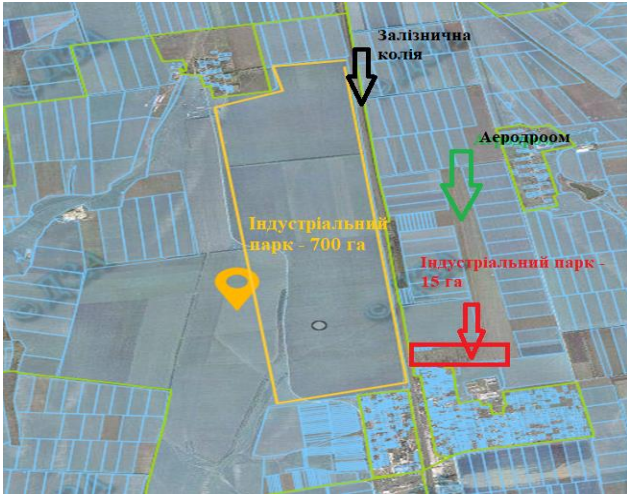 Залізнична
колія
Аеродроом
Індустріальний
парк - 700 га
Індустріальний парк -
15 га